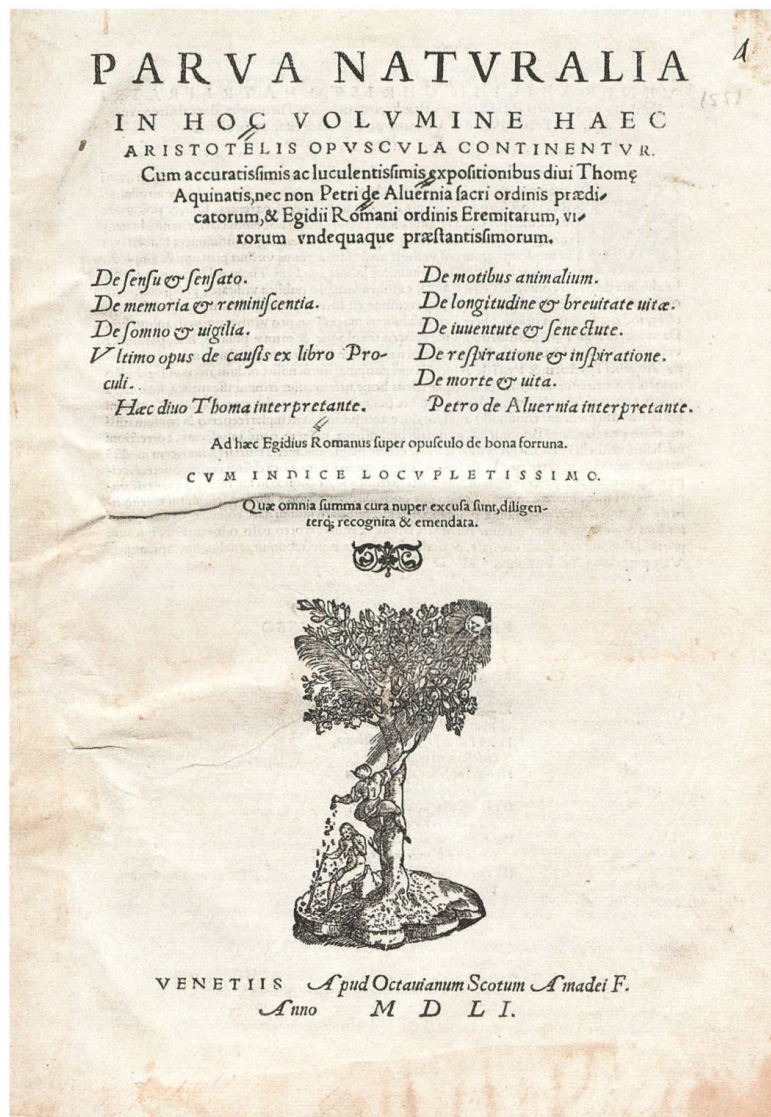 1
PARVA NATVRALIA
IN HOC VOLVMINE HAEC
ARISTOTELIS OPVSCVLA CONTINENTVR.
Cum accuratissimis ac luculentissimis expositionibus diui Thomę
Aquinatis, nec non Petri de Aluernia sacri ordinis prædi-
catorum, & Egidii Romani ordinis Eremitarum, vi-
rorum vndequaque præstantissimorum.
De sensu & sensato.
De memoria & reminiscentia.
De somno & uigilia.
Vltimo opus de causis ex libro Pro-
culi.
Hæc diuo Thoma interpretante.
De motibus animalium.
De longitudine & breuitate uitæ.
De iuuentute & senectute.
De respiratione & inspiratione.
De morte & uita.
Petro de Aluernia interpretante.
Ad hæc Egidius Romanus super opusculo de bona fortuna.
CVM INDICE LOCVPLETISSIMO.
Quæ omnia summa cura nuper excusa sunt, diligen-
terq; recognita & emendata.
VENETIIS Apud Octauianum Scotum Amadei F.
Anno M D L I.